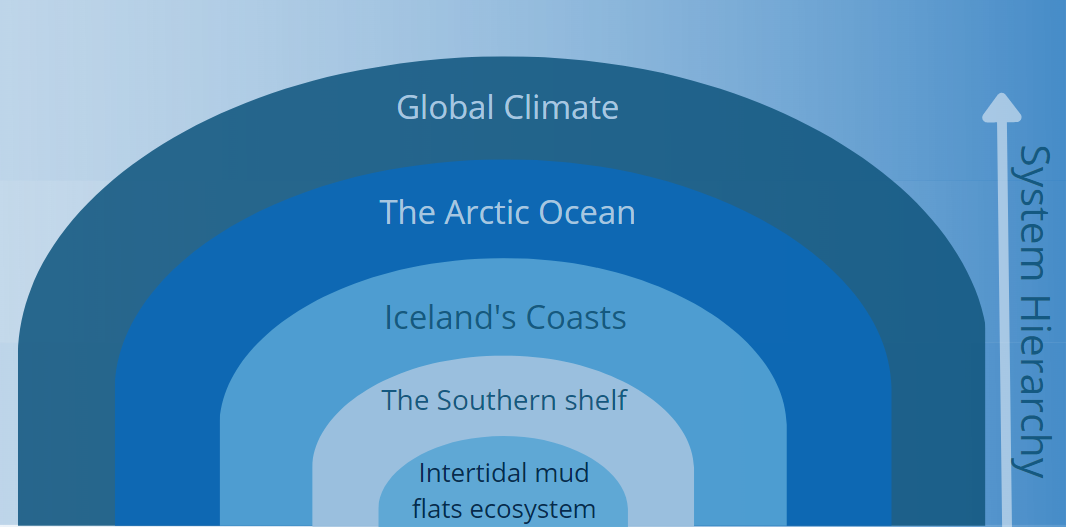 Global Climate
The Arctic Ocean
Iceland's Coasts
The Southern shelf
Intertidal mud
flats ecosystem
System Hierarchy